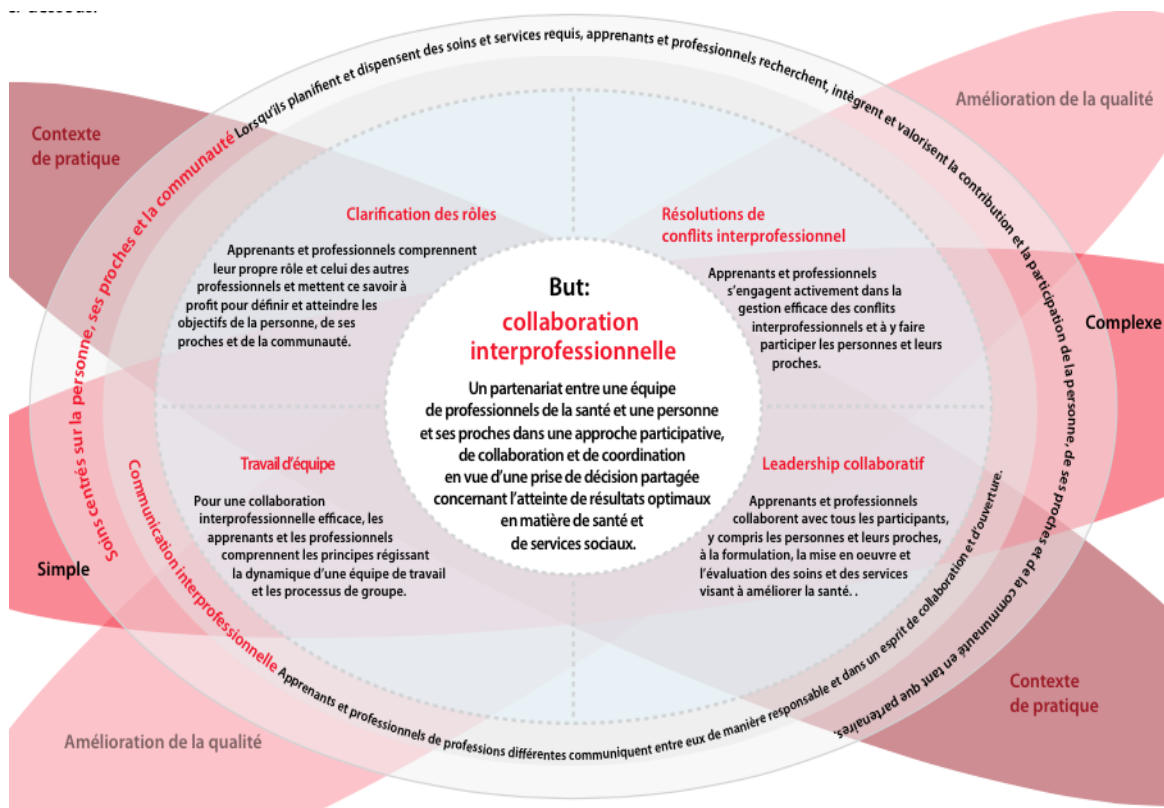 Soins centrés sur la personne, ses proches et la communauté Lorsqu'ils planifient et dispensent des soins et services requis, apprenants et professionnels recherchent, intègrent et valorisent la contribution et la participation de la personne, de ses proches et de la communauté en tant que partenaires.
Contexte
de pratique
Amélioration de la qualité
Clarification des rôles
Apprenants et professionnels comprennent
leur propre rôle et celui des autres
professionnels et mettent ce savoir à
profit pour définir et atteindre les
objectifs de la personne, de ses
proches et de la communauté.
Résolutions de
conflits interprofessionnel
Apprenants et professionnels
s'engagent activement dans la
gestion efficace des conflits
interprofessionnels et à y faire
participer les personnes et leurs
proches.
Complexe
But:
collaboration
interprofessionnelle
Un partenariat entre une équipe
de professionnels de la santé et une personne
et ses proches dans une approche participative,
de collaboration et de coordination
en vue d'une prise de décision partagée
concernant l'atteinte de résultats optimaux
en matière de santé et
de services sociaux.
Travail d'équipe
Pour une collaboration
interprofessionnelle efficace, les
apprenants et les professionnels
comprennent les principes régissant
la dynamique d'une équipe de travail
et les processus de groupe.
Leadership collaboratif
Apprenants et professionnels
collaborent avec tous les participants,
y compris les personnes et leurs proches,
à la formulation, la mise en oeuvre et
l'évaluation des soins et des services
visant à améliorer la santé. .
Simple
Communication interprofessionnelle Apprenants et professionnels de professions différentes communiquent entre eux de manière responsable et dans un esprit de collaboration et d'ouverture.
Contexte
de pratique
Amélioration de la qualité